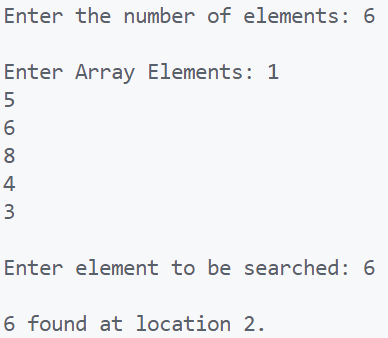 Enter the number of elements: 6
Enter Array Elements: 1
5
6
8
4
3
Enter element to be searched: 6
6 found at location 2.